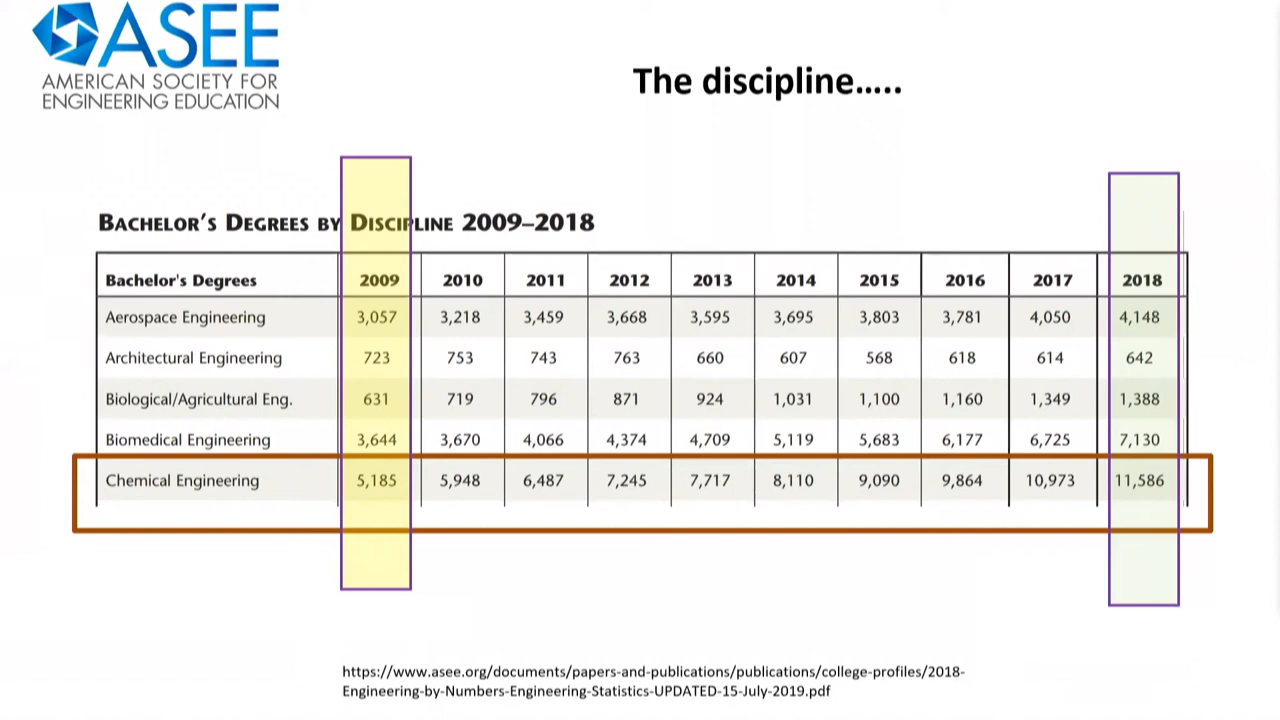 ASEE
AMERICAN SOCIETY FOR
ENGINEERING EDUCATION
The discipline.....
BACHELOR'S DEGREES BY DISCIPLINE 2009–2018
Bachelor's Degrees 2009 2010 2011 2012 2013 2014 2015 2016 2017 2018
Aerospace Engineering 3,057 3,218 3,459 3,668 3,595 3,695 3,803 3,781 4,050 4,148
Architectural Engineering 723 753 743 763 660 607 568 618 614 642
Biological/Agricultural Eng. 631 719 796 871 924 1,031 1,100 1,160 1,349 1,388
Biomedical Engineering 3,644 3,670 4,066 4,374 4,709 5,119 5,683 6,177 6,725 7,130
Chemical Engineering 5,185 5,948 6,487 7,245 7,717 8,110 9,090 9,864 10,973 11,586
https://www.asee.org/documents/papers-and-publications/publications/college-profiles/2018-
Engineering-by-Numbers-Engineering-Statistics-UPDATED-15-July-2019.pdf